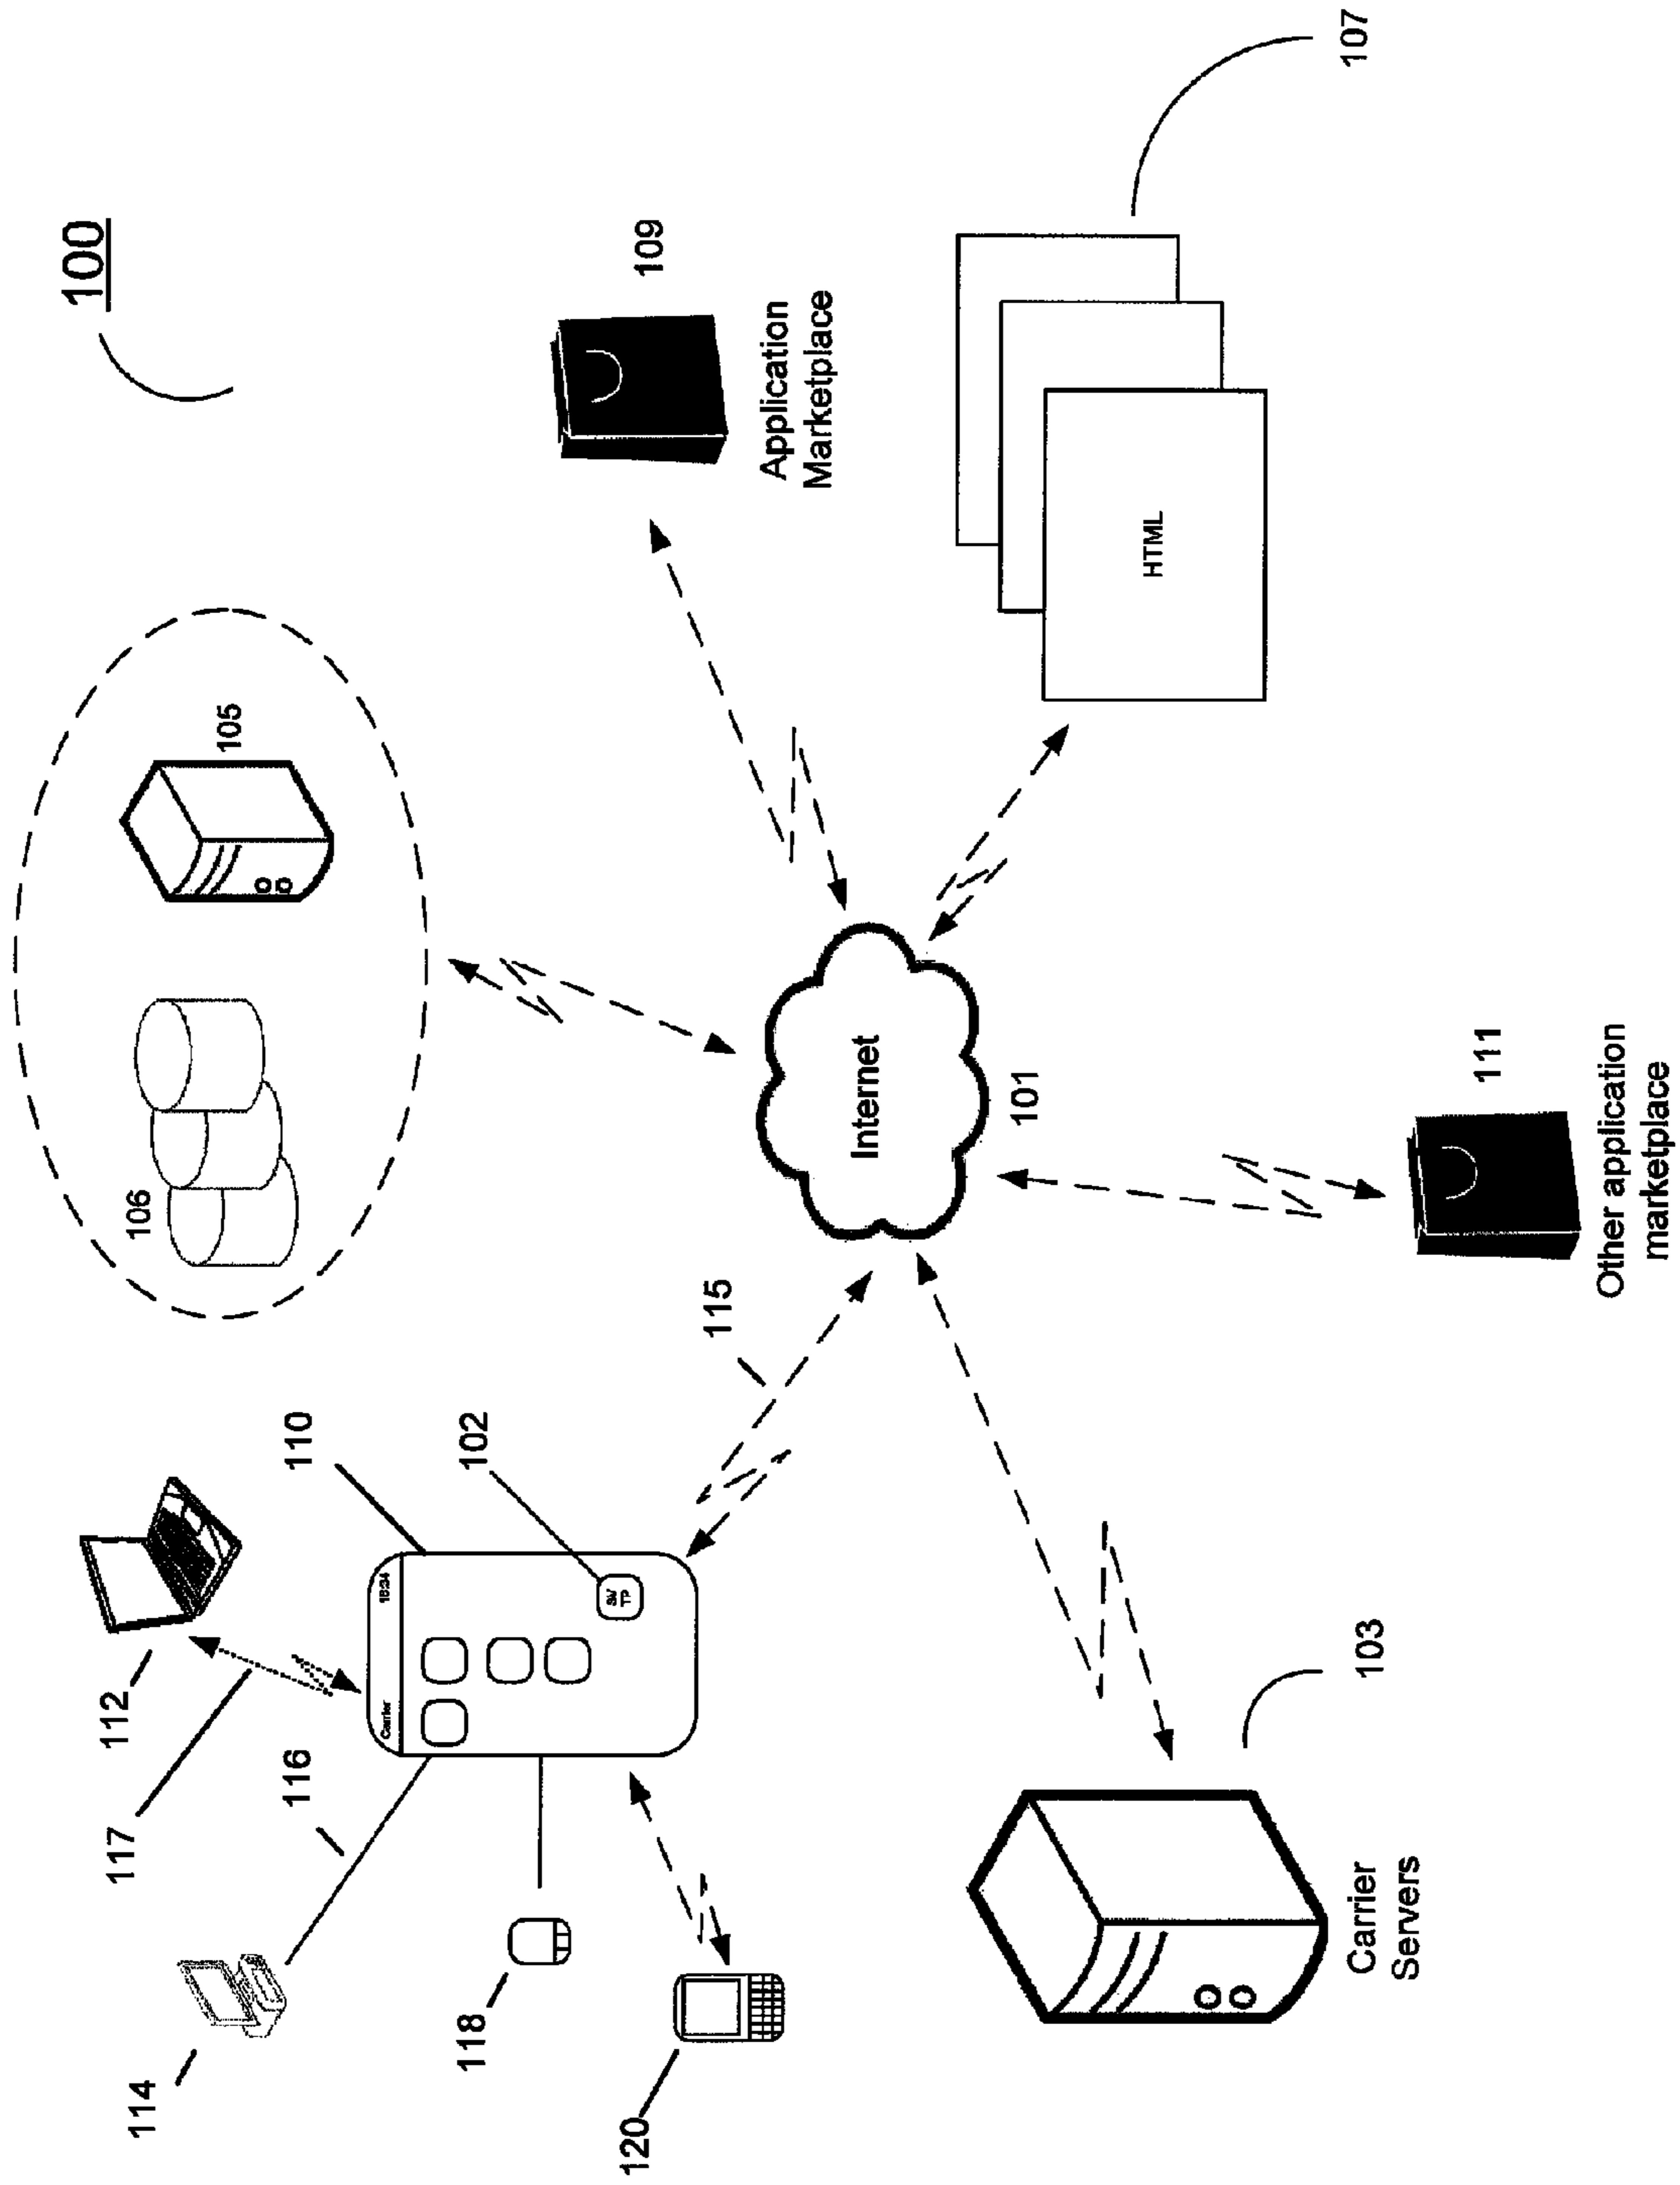 100
112
117
114
106
105
116
110
Carrier
118
102
120
109
115
Application
Marketplace
Internet
101
HTML
107
Carrier
Servers
103
111
Other application
marketplace